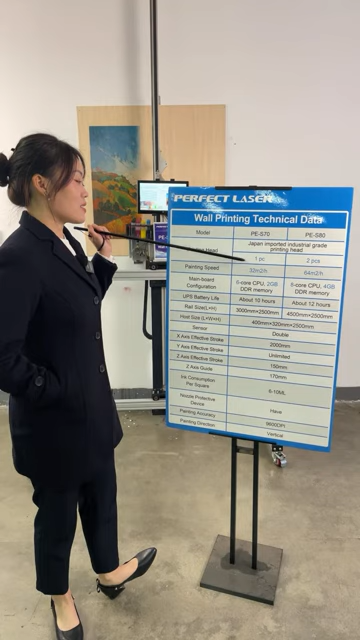 PERFECT LASER
Wall Printing Technical Data
Model PE-S70 PE-S80
Head Japan imported industrial grade
printing head
1 pc 2 pcs
Painting Speed 32m2/h 64m2/h
Main-board
Configuration
-core CPU, 2GB
DDR memory
-core CPU, 4GB
DDR memory
UPS Battery Life About 10 hours About 12 hours
Rail Size(L×H) 3000mm×2500mm 4500mm×2500mm
Host Size (L×W×H) 400mm×320mm×2500mm
Sensor Double
X Axis Effective Stroke 2000mm
Y Axis Effective Stroke Unlimited
Z Axis Effective Stroke 150mm
Z Axis Guide 170mm
Ink Consumption
Per Square
6-10ML
Nozzle Protective
Device
Have
Painting Accuracy 9600DPI
Painting Direction Vertical